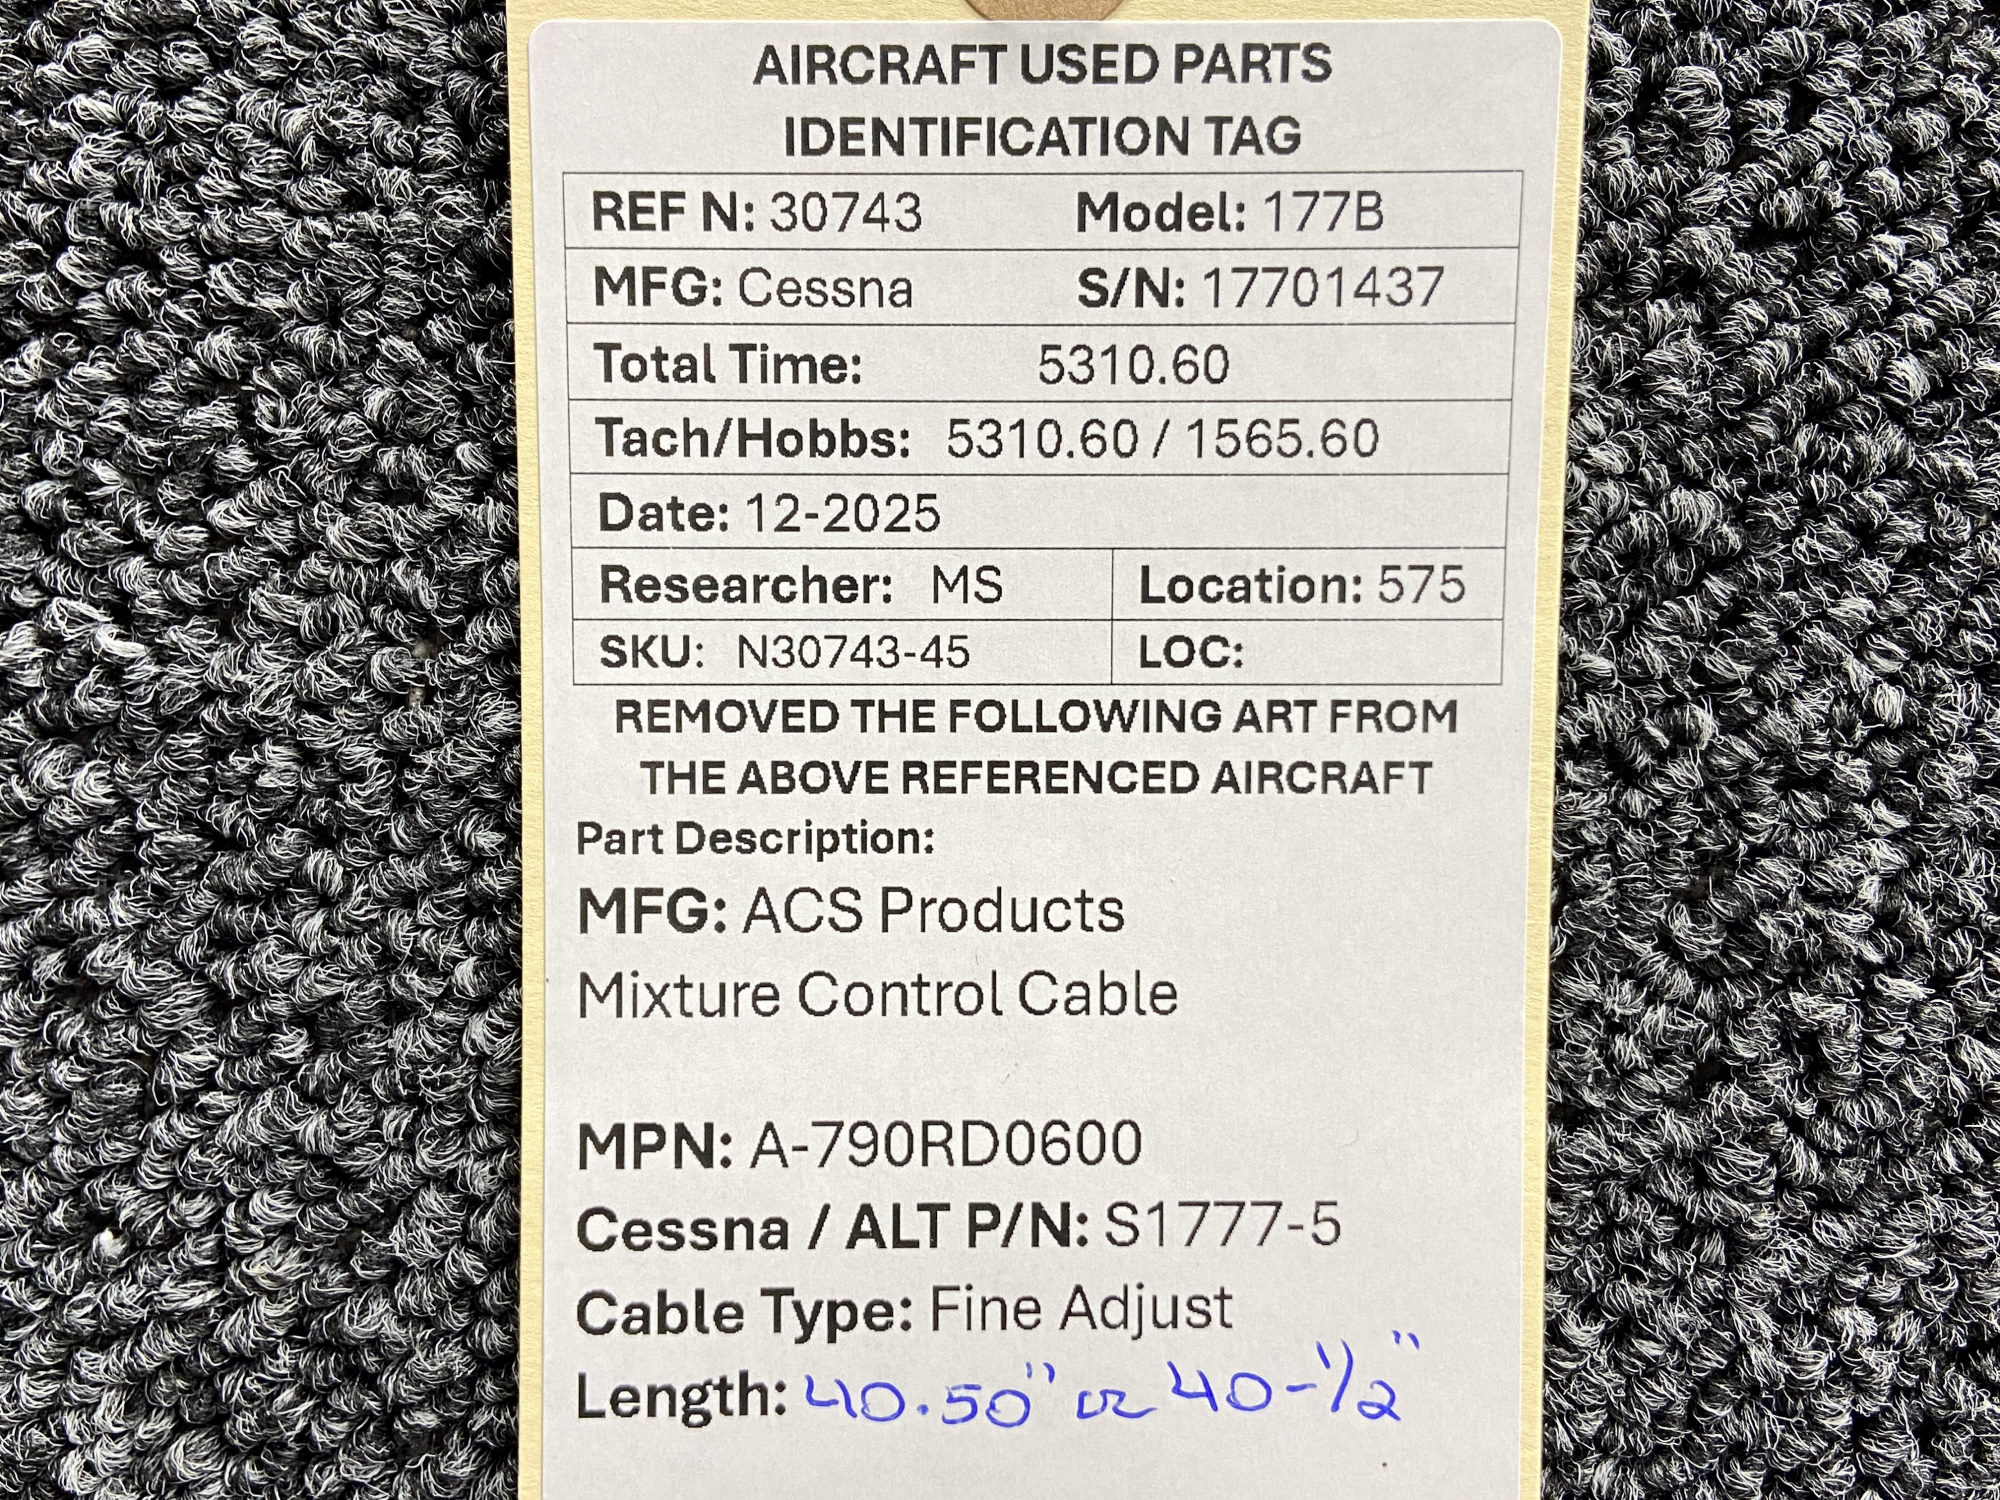 AIRCRAFT USED PARTS
IDENTIFICATION TAG
REF N: 30743 Model: 177B
MFG: Cessna S/N: 17701437
Total Time: 5310.60
Tach/Hobbs: 5310.60 / 1565.60
Date: 12-2025
Researcher: MS Location: 575
SKU: N30743-45 LOC:
REMOVED THE FOLLOWING ART FROM
THE ABOVE REFERENCED AIRCRAFT
Part Description:
MFG: ACS Products
Mixture Control Cable
MPN: A-790RD0600
Cessna / ALT P/N: S1777-5
Cable Type: Fine Adjust
Length: 40.50" or 40-1/2"